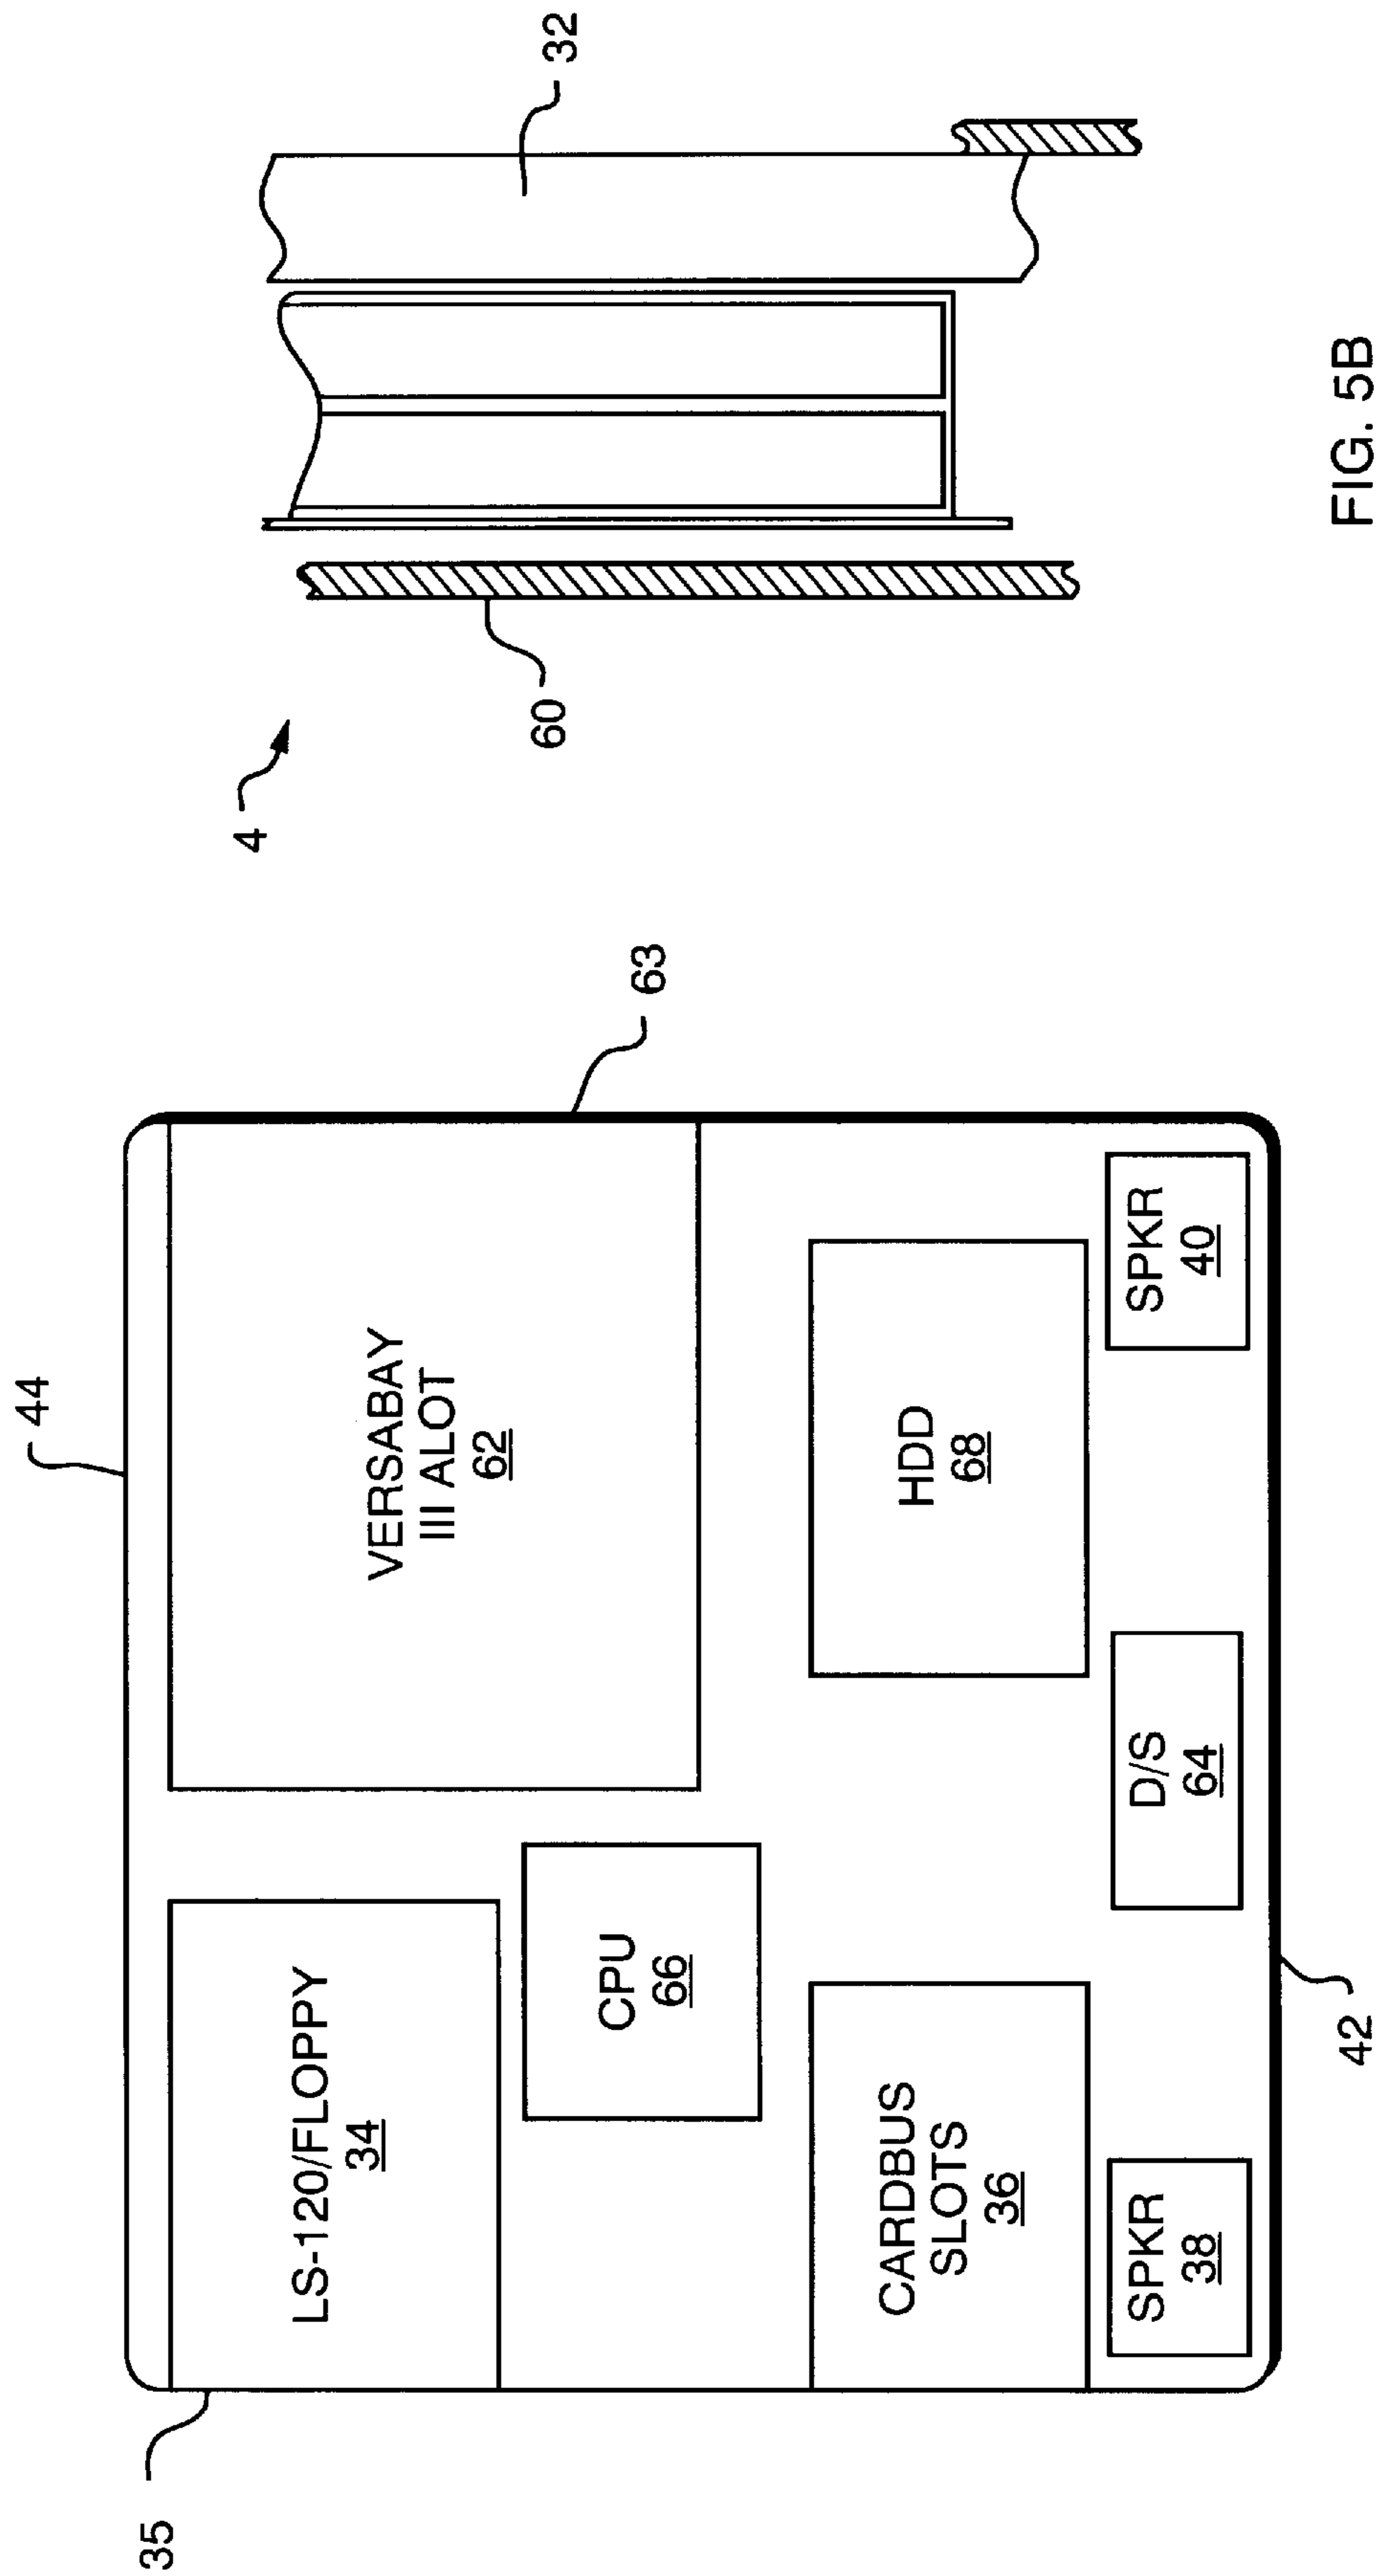 44
35
LS-120/FLOPPY
34
VERSABAY
III ALOT
62
63
CPU
66
CARDBUS
SLOTS
36
HDD
68
SPKR
38
D/S
64
SPKR
40
42
4
60
32
FIG. 5B